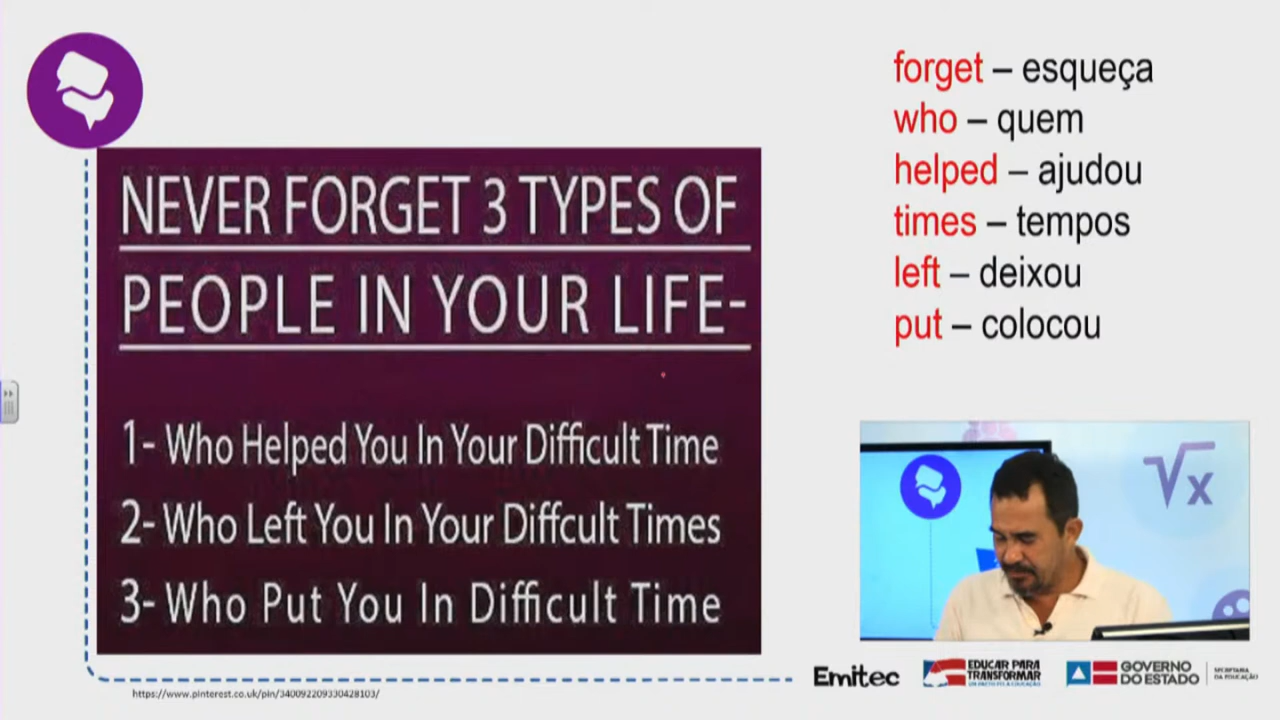 NEVER FORGET 3 TYPES OF
PEOPLE IN YOUR LIFE-
1- Who Helped You In Your Difficult Time
2- Who Left You In Your Diffcult Times
3- Who Put You In Difficult Time
forget – esqueça
who – quem
helped – ajudou
times – tempos
left – deixou
put – colocou
√x
Emitec
EDUCAR PARA
TRANSFORMAR
GOVERNO
DO ESTADO
SECRETARIA
DA EDUCAÇÃO
https://www.pinterest.co.uk/pin/340092209330428103/